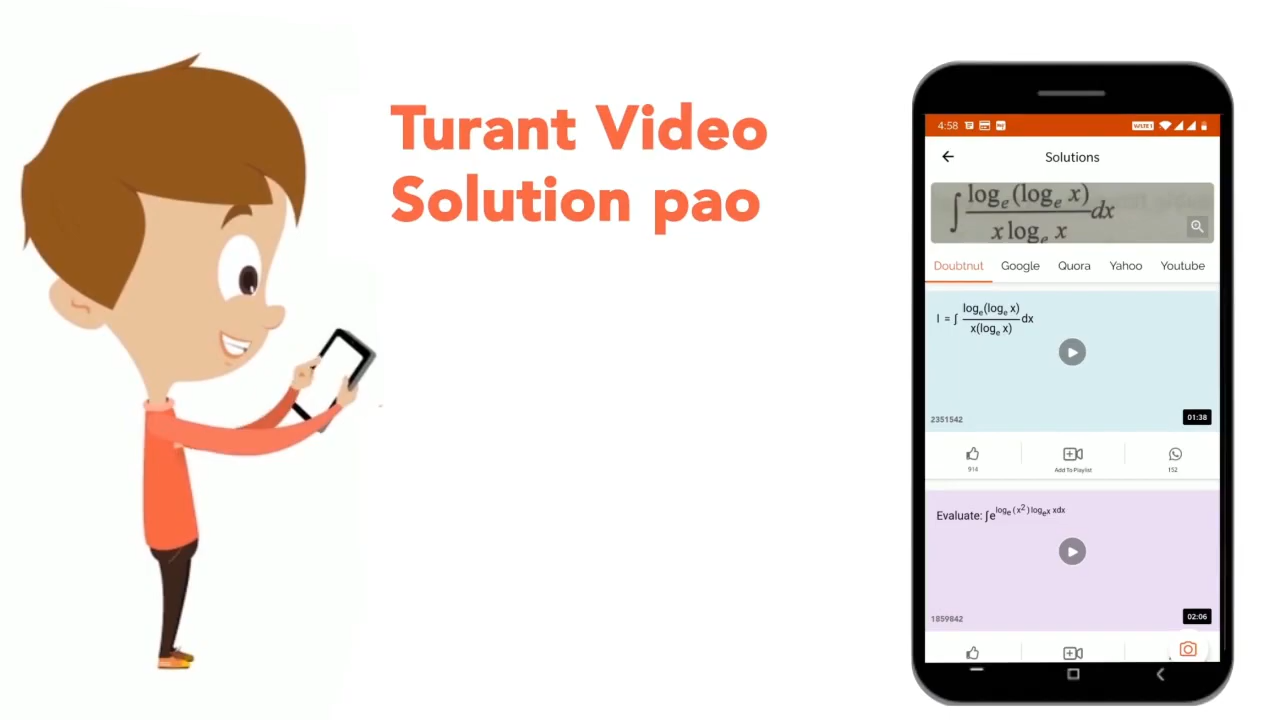 Turant Video
Solution pao
4:58
Solutions
∫ logₑ(logₑ x) / x logₑ x dx
Doubtnut Google Quora Yahoo Youtube
I = ∫ logₑ(logₑ x) / x(logₑ x) dx
2351542 01:38
914 Add To Playlist 152
Evaluate: ∫e^logₑ(x²)logₑx xdx
1859842 02:06